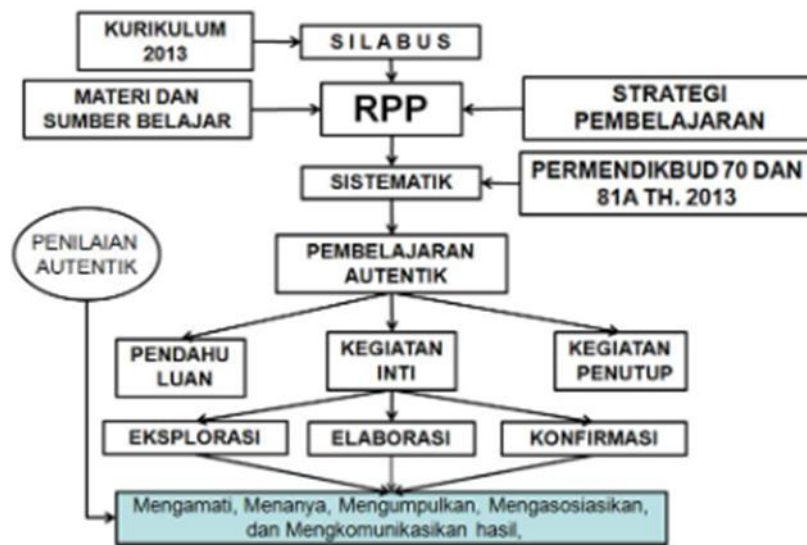 KURIKULUM
2013
S I L A B U S
MATERI DAN
SUMBER BELAJAR
RPP
STRATEGI
PEMBELAJARAN
SISTEMATIK
PERMENDIKBUD 70 DAN
81A TH. 2013
PENILAIAN
AUTENTIK
PEMBELAJARAN
AUTENTIK
PENDAHU
LUAN
KEGIATAN
INTI
KEGIATAN
PENUTUP
EKSPLORASI
ELABORASI
KONFIRMASI
Mengamati, Menanya, Mengumpulkan, Mengasosiasikan,
dan Mengkomunikasikan hasil,